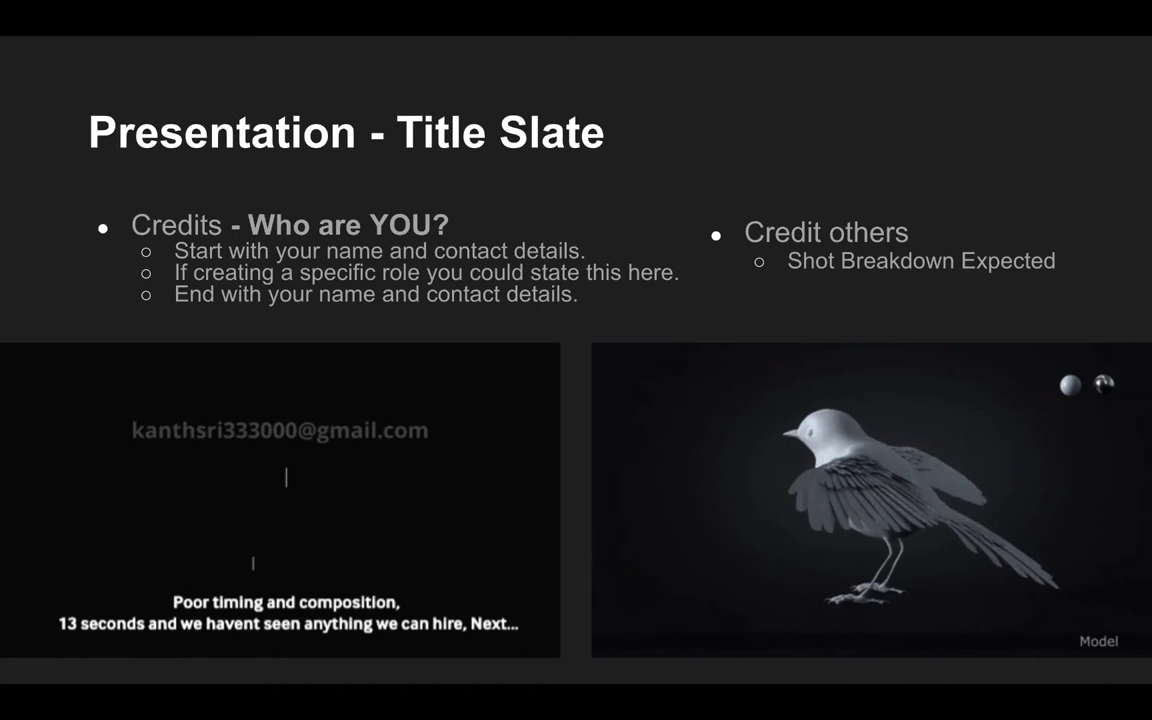 Presentation - Title Slate
● Credits - Who are YOU?
○ Start with your name and contact details.
○ If creating a specific role you could state this here.
○ End with your name and contact details.
● Credit others
○ Shot Breakdown Expected
kanthsri333000@gmail.com
Poor timing and composition,
13 seconds and we havent seen anything we can hire, Next...
Model